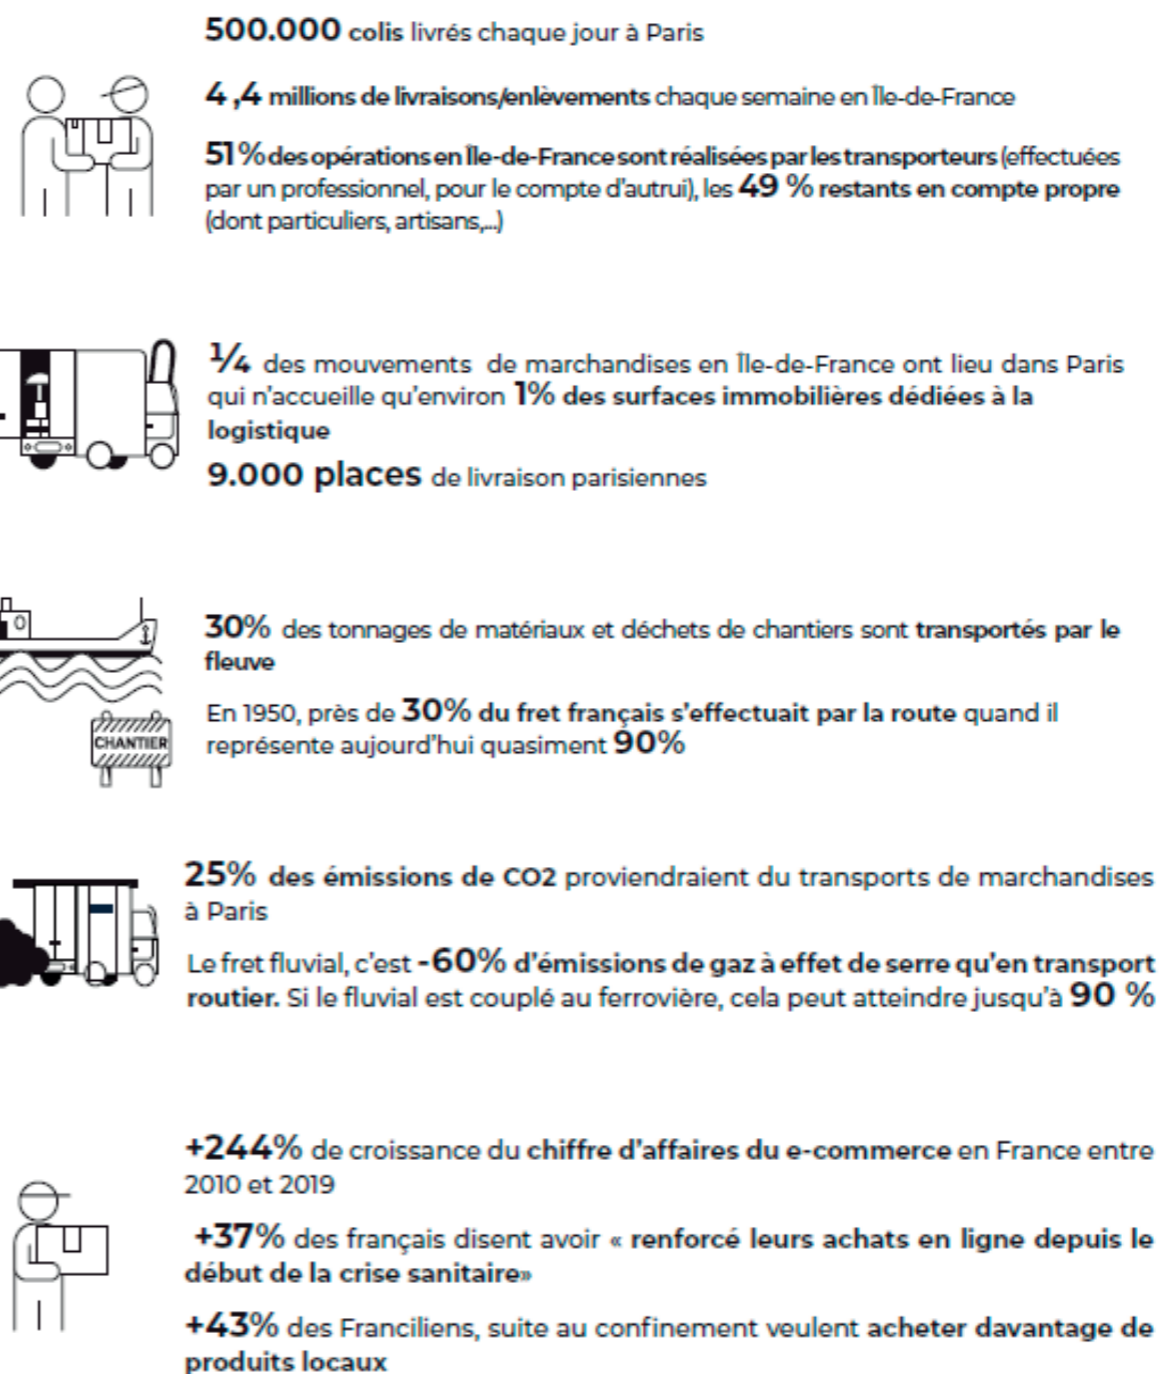 500.000 colis livrés chaque jour à Paris
4 ,4 millions de livraisons/enlèvements chaque semaine en Île-de-France
51 % des opérations en Île-de-France sont réalisées par les transporteurs (effectuées
par un professionnel, pour le compte d'autrui), les 49 % restants en compte propre
(dont particuliers, artisans,...)
¼ des mouvements de marchandises en Île-de-France ont lieu dans Paris
qui n'accueille qu'environ 1% des surfaces immobilières dédiées à la
logistique
9.000 places de livraison parisiennes
30% des tonnages de matériaux et déchets de chantiers sont transportés par le
fleuve
En 1950, près de 30% du fret français s'effectuait par la route quand il
représente aujourd'hui quasiment 90%
CHANTIER
25% des émissions de CO2 proviendraient du transports de marchandises
à Paris
Le fret fluvial, c'est -60% d'émissions de gaz à effet de serre qu'en transport
routier. Si le fluvial est couplé au ferrovière, cela peut atteindre jusqu'à 90 %
+244% de croissance du chiffre d'affaires du e-commerce en France entre
2010 et 2019
+37% des français disent avoir « renforcé leurs achats en ligne depuis le
début de la crise sanitaire»
+43% des Franciliens, suite au confinement veulent acheter davantage de
produits locaux